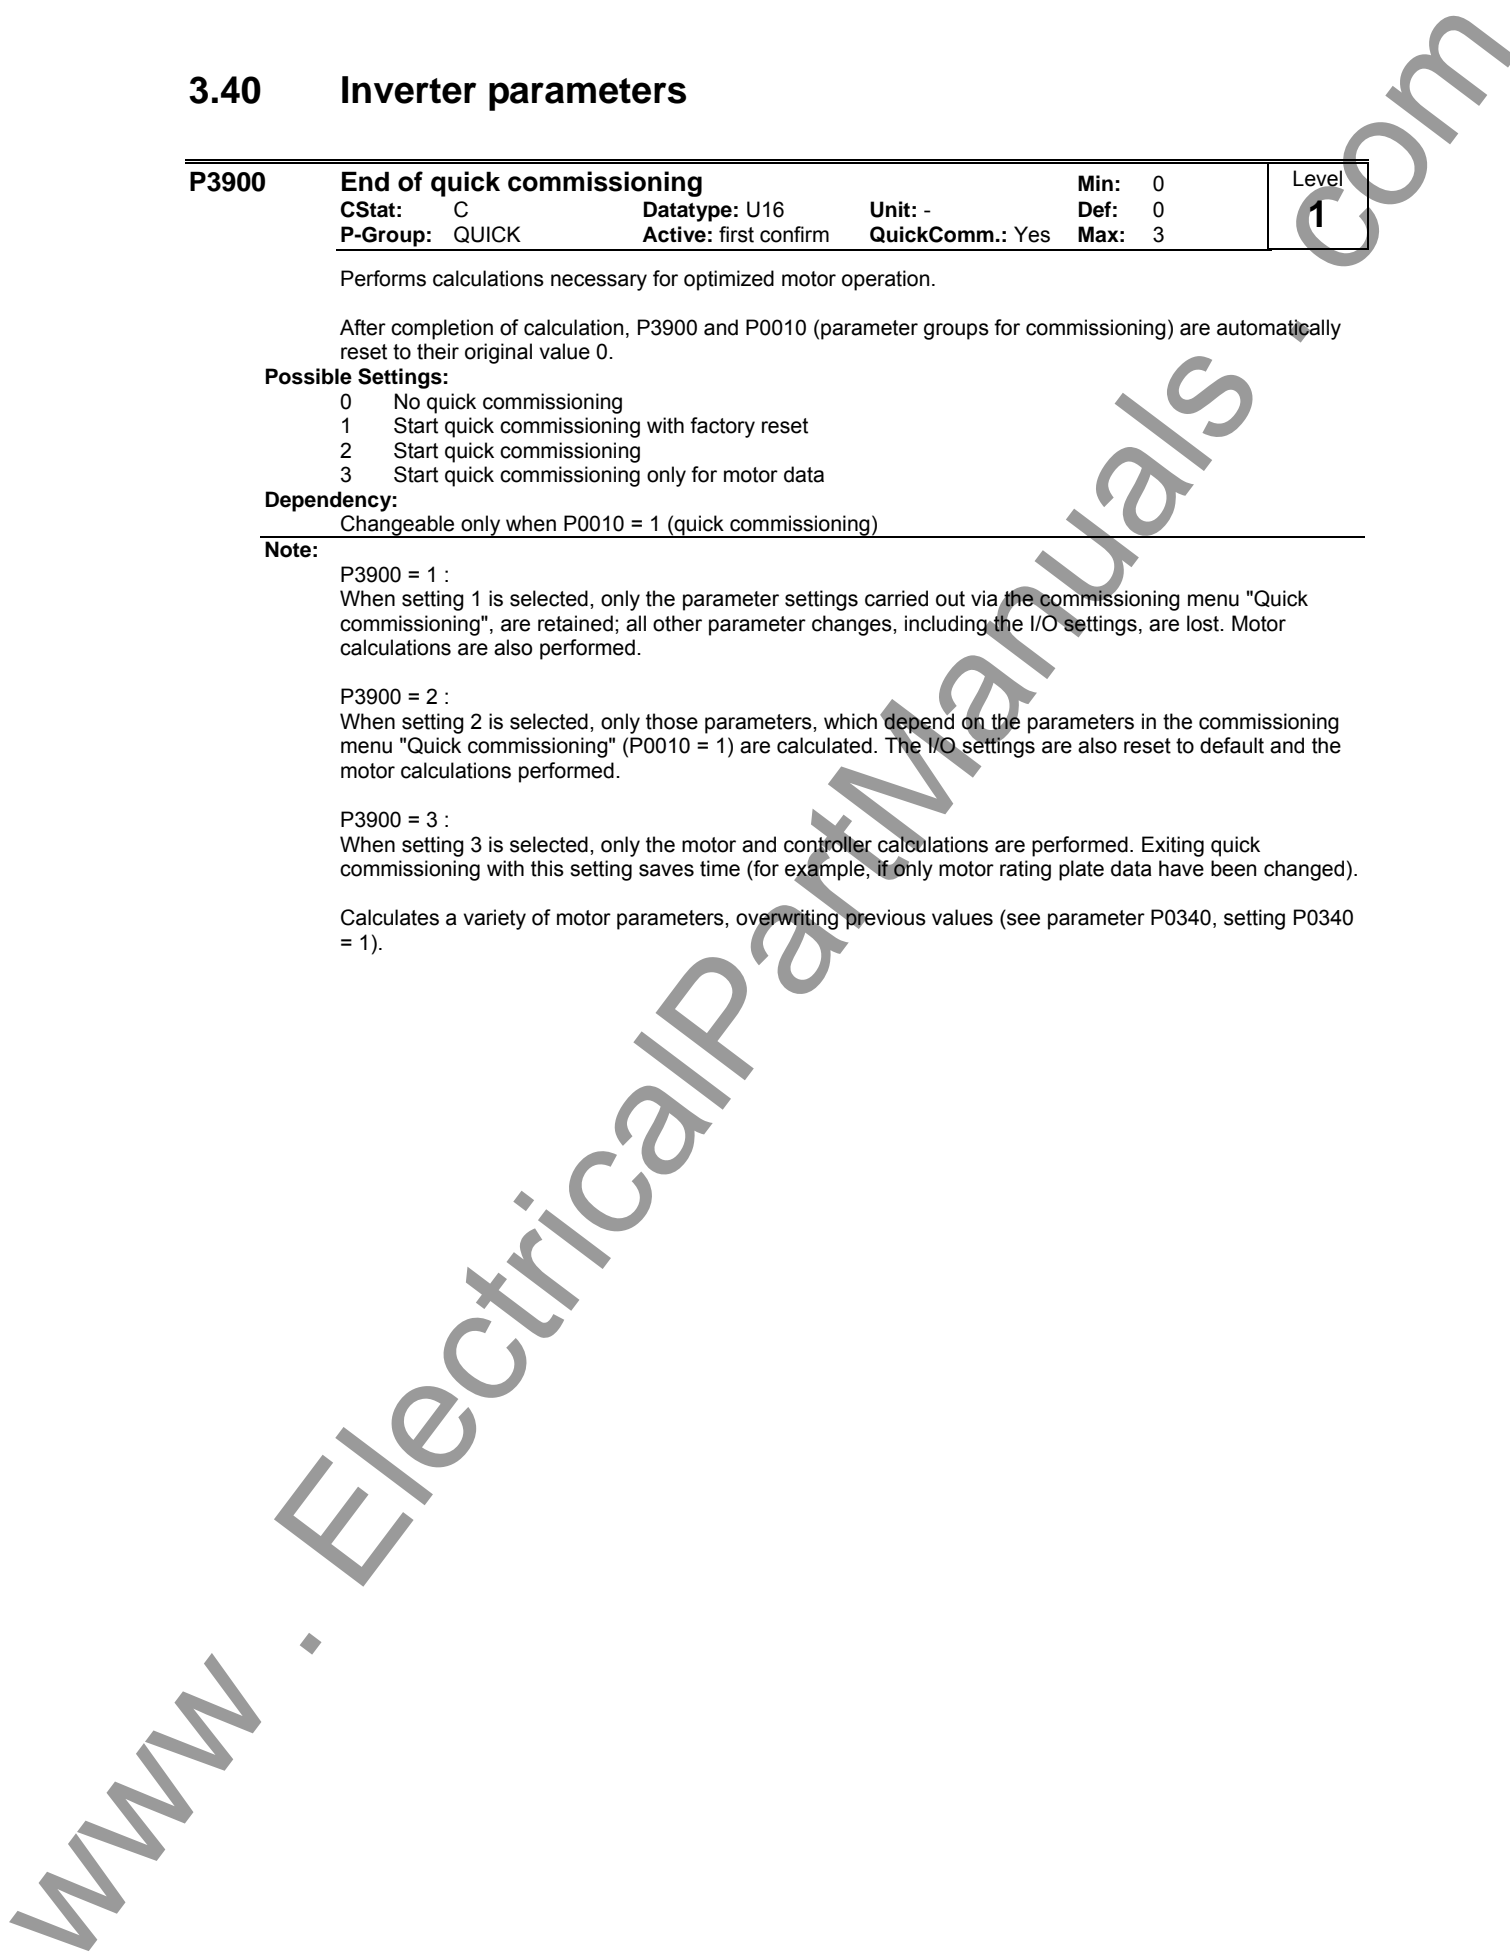 3.40 Inverter parameters
P3900 End of quick commissioning Min: 0 Level
CStat: C Datatype: U16 Unit: - Def: 0 1
P-Group: QUICK Active: first confirm QuickComm.: Yes Max: 3
Performs calculations necessary for optimized motor operation.
After completion of calculation, P3900 and P0010 (parameter groups for commissioning) are automatically
reset to their original value 0.
Possible Settings:
0 No quick commissioning
1 Start quick commissioning with factory reset
2 Start quick commissioning
3 Start quick commissioning only for motor data
Dependency:
Changeable only when P0010 = 1 (quick commissioning)
Note:
P3900 = 1 :
When setting 1 is selected, only the parameter settings carried out via the commissioning menu "Quick
commissioning", are retained; all other parameter changes, including the I/O settings, are lost. Motor
calculations are also performed.
P3900 = 2 :
When setting 2 is selected, only those parameters, which depend on the parameters in the commissioning
menu "Quick commissioning" (P0010 = 1) are calculated. The I/O settings are also reset to default and the
motor calculations performed.
P3900 = 3 :
When setting 3 is selected, only the motor and controller calculations are performed. Exiting quick
commissioning with this setting saves time (for example, if only motor rating plate data have been changed).
Calculates a variety of motor parameters, overwriting previous values (see parameter P0340, setting P0340
= 1).
www . ElectricalPartManuals . com